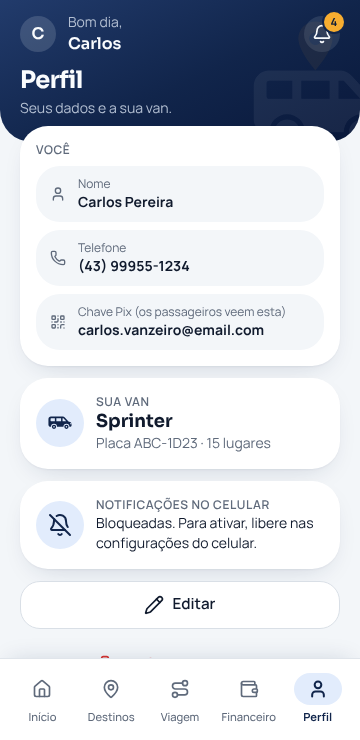 C
Bom dia,
Carlos
4
Perfil
Seus dados e a sua van.
VOCÊ
Nome
Carlos Pereira
Telefone
(43) 99955-1234
Chave Pix (os passageiros veem esta)
carlos.vanzeiro@email.com
SUA VAN
Sprinter
Placa ABC-1D23 · 15 lugares
NOTIFICAÇÕES NO CELULAR
Bloqueadas. Para ativar, libere nas
configurações do celular.
Editar
Início
Destinos
Viagem
Financeiro
Perfil